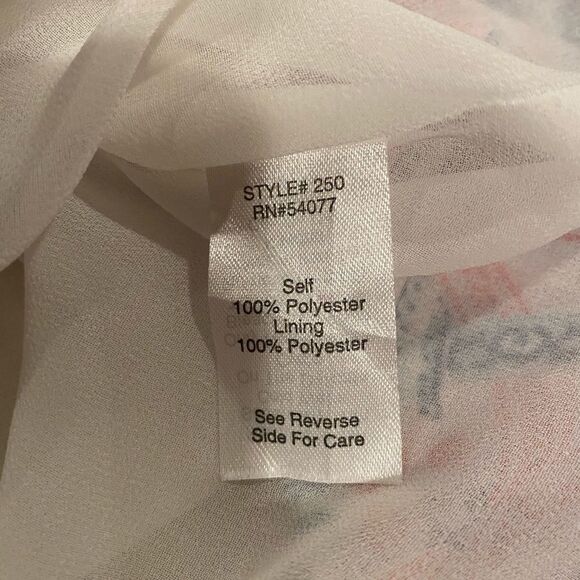 STYLE# 250
RN#54077
Self
100% Polyester
Lining
100% Polyester
See Reverse
Side For Care